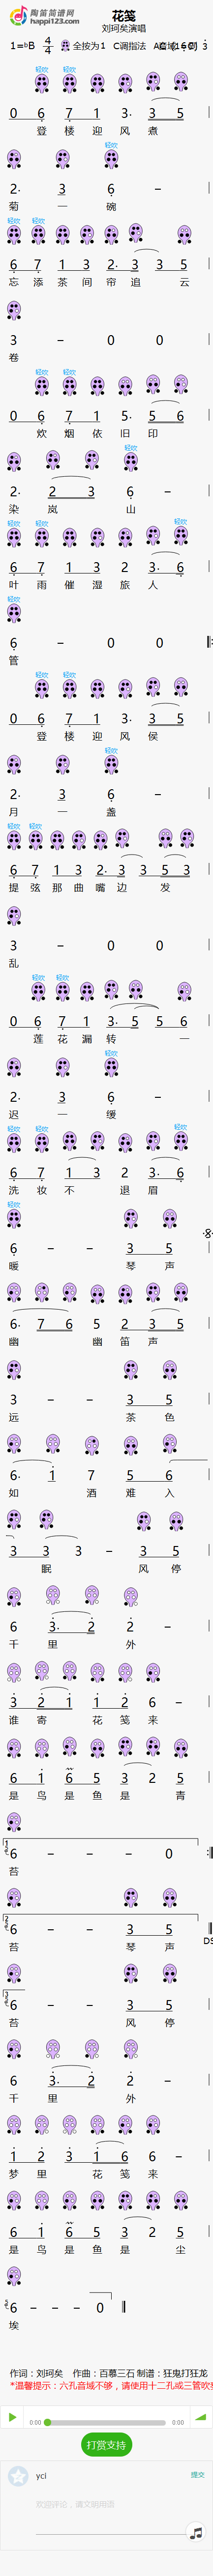 陶笛简谱网
happi123.com
花笺
刘珂矣演唱
1=♭B 4/4 全按为1 C调指法
轻吹 轻吹
0 6 7 1 3· 3 5
登楼迎风煮
轻吹
2· 3 6 –
菊一碗
轻吹 轻吹
6 7 1 3 2· 3 3 5
忘添茶间帘追云
3 – 0 0
卷
轻吹 轻吹
0 6 7 1 5· 5 6
炊烟依旧印
轻吹
2· 2 3 6 –
染岚山
轻吹 轻吹 轻吹
6 7 1 1 2 3· 6
叶雨催湿旅人
轻吹
6 – 0 0
管
轻吹 轻吹
0 6 7 1 3· 3 5
登楼迎风候
轻吹
2· 3 6 –
月一盏
轻吹 轻吹
6 7 1 3 2· 3 3 5 3
提弦那曲嘴边发
3 – 0 0
乱
轻吹 轻吹
0 6 7 1 3· 5 5 6
莲花漏转一
轻吹
2· 3 6 –
迟一缓
轻吹 轻吹 轻吹
6 7 1 3 2 3· 6
洗妆不退眉
轻吹
6 – – 3 5
暖琴声
6· 7 6 5 2 3 5
幽幽笛声
3 – – 3 5
远茶色
6· 1 7 5 6
如酒难入
3 3 3 – 3 5
眠风停
6 3· 2 2 –
千里外
3 2 1 1 2 6 –
谁寄花笺来
6 1 6 5 3 2 5
是鸟是鱼是青
1
6 – – – 0
苔
2
6 – – 3 5
苔琴声
DS
3
6 – – 3 5
苔风停
6 3· 2 2 –
千里外
1 2 3 1 6 6 –
梦里花笺来
6 1 6 5 3 2 5
是鸟是鱼是尘
6 – – – 0
埃
作词：刘珂矣 作曲：百慕三石 制谱：狂鬼打狂龙
*温馨提示：六孔音域不够，请使用十二孔或三管吹奏
0:00 0:00
打赏支持
ycl 提交
欢迎评论，请文明用语